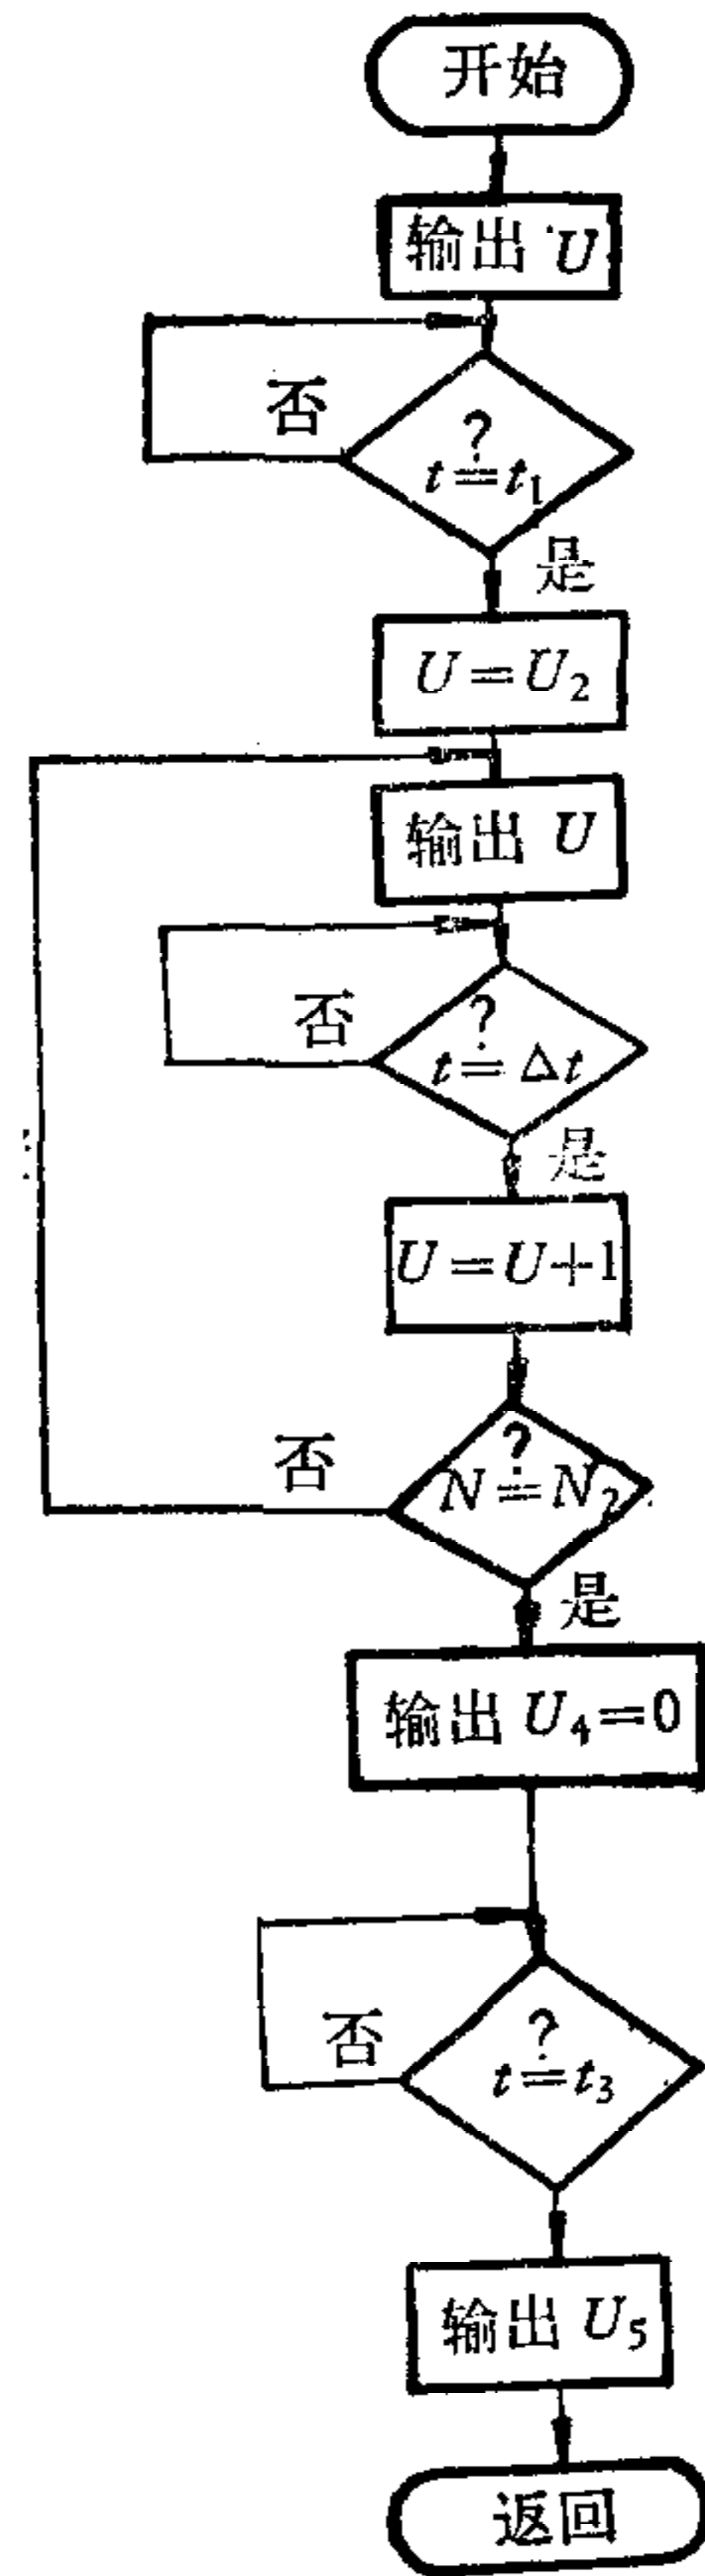 开始
输出 U
否
?
t=t₁
是
U=U₂
输出 U
否
?
t=Δt
是
U=U+1
否
?
N=N₂
是
输出 U₄=0
否
?
t=t₃
输出 U₅
返回